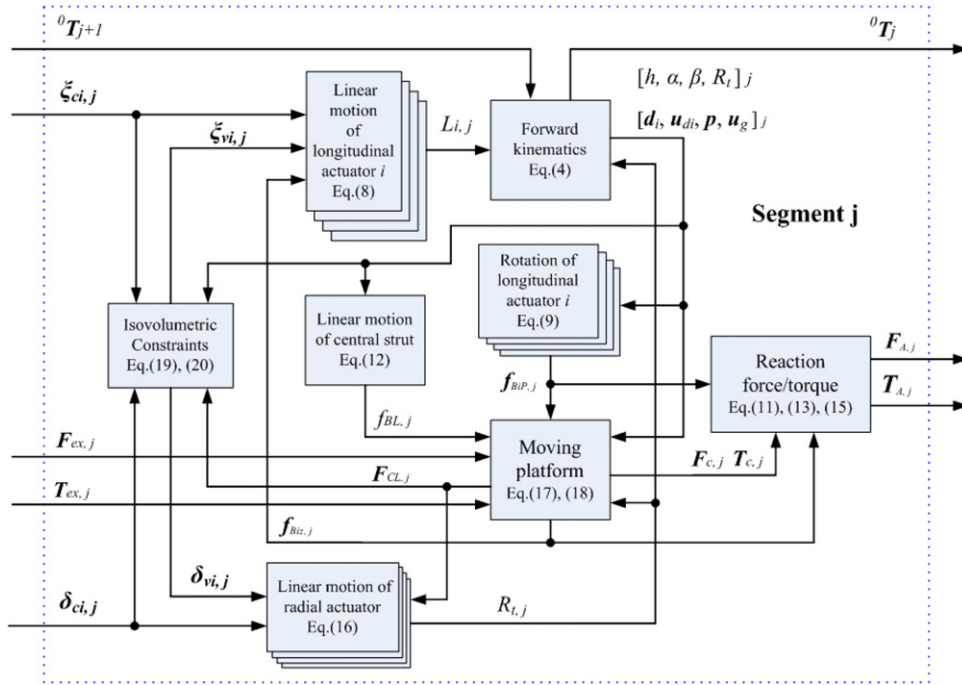 ⁰Tj+1
⁰Tj
ξci, j
ξvi, j
Linear
motion
of
longitudinal
actuator i
Eq.(8)
Li, j
Forward
kinematics
Eq.(4)
[h, α, β, Rt] j
[di, udi, p, ug] j
Segment j
Rotation of
longitudinal
actuator i
Eq.(9)
Isovolumetric
Constraints
Eq.(19), (20)
Linear motion
of central strut
Eq.(12)
Reaction
force/torque
Eq.(11), (13), (15)
FA, j
TA, j
fBiP, j
fBL, j
Moving
platform
Eq.(17), (18)
Fex, j
FCL, j
Fc, j Tc, j
Tex, j
fBiz, j
δvi, j
δci, j
Linear motion of
radial actuator
Eq.(16)
Rt, j